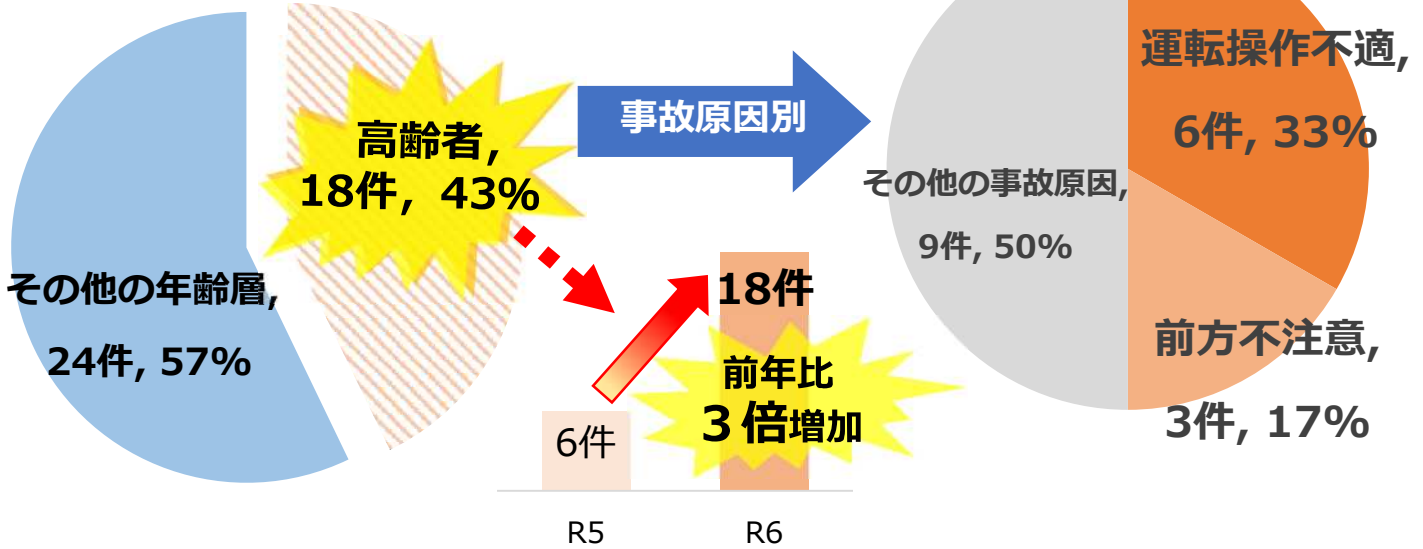 高齢者,
18件, 43%
その他の年齢層,
24件, 57%
事故原因別
運転操作不適,
6件, 33%
その他の事故原因,
9件, 50%
前方不注意,
3件, 17%
18件
前年比
３倍増加
6件
R5
R6